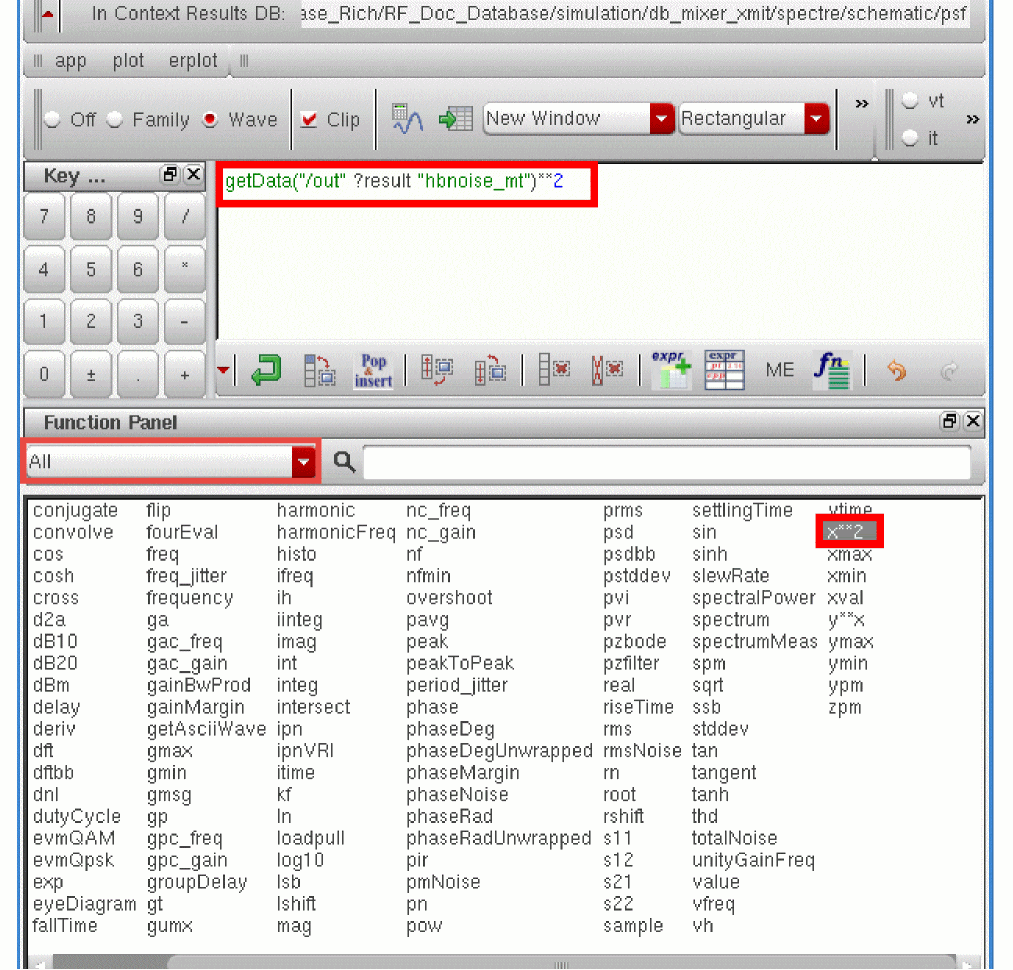 In Context Results DB: ase_Rich/RF_Doc_Database/simulation/db_mixer_xmit/spectre/schematic/psf
app plot erplot
Off Family Wave Clip New Window Rectangular » vt
it »
Key ...
getData("/out" ?result "hbnoise_mt")**2
7 8 9 /
4 5 6 *
1 2 3 -
0 ± . +
Pop & insert expr expr ME fn
Function Panel
All
conjugate flip harmonic nc_freq prms settlingTime vtime
convolve fourEval harmonicFreq nc_gain psd sin x**2
cos freq histo nf psdbb sinh xmax
cosh freq_jitter ifreq nfmin pstddev slewRate xmin
cross frequency ih overshoot pvi spectralPower xval
d2a ga iinteg pavg pvr spectrum y**x
dB10 gac_freq imag peak pzbode spectrumMeas ymax
dB20 gac_gain int peakToPeak pzfilter spm ymin
dBm gainBwProd integ period_jitter real sqrt ypm
delay gainMargin intersect phase riseTime ssb zpm
deriv getAsciiWave ipn phaseDeg rms stddev
dft gmax ipnVRI phaseDegUnwrapped rmsNoise tan
dftbb gmin itime phaseMargin rn tangent
dnl gmsg kf phaseNoise root tanh
dutyCycle gp ln phaseRad rshift thd
evmQAM gpc_freq loadpull phaseRadUnwrapped s11 totalNoise
evmQpsk gpc_gain log10 pir s12 unityGainFreq
exp groupDelay lsb pmNoise s21 value
eyeDiagram gt lshift pn s22 vfreq
fallTime gumx mag pow sample vh